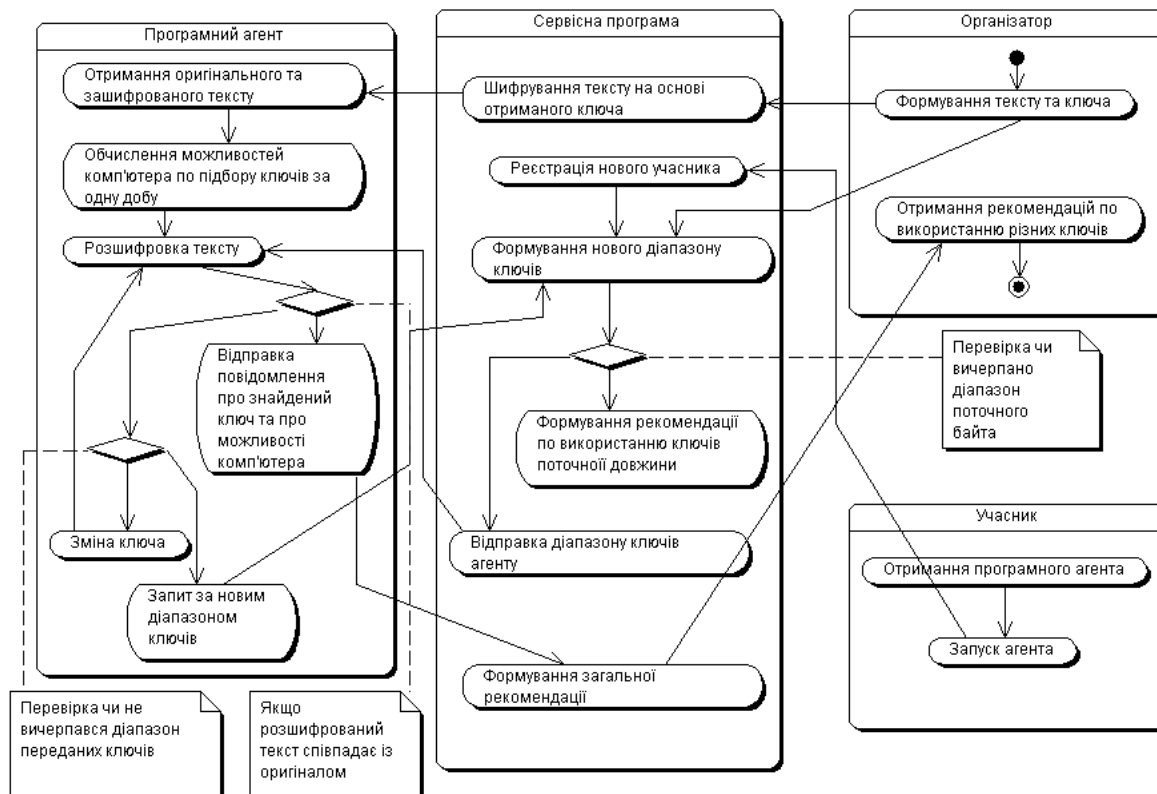 Програмний агент
Отримання оригінального та
зашифрованого тексту
Обчислення можливостей
комп'ютера по підбору ключів за
одну добу
Розшифровка тексту
Відправка
повідомлення
про знайдений
ключ та про
можливості
комп'ютера
Зміна ключа
Запит за новим
діапазоном
ключів
Перевірка чи не
вичерпався діапазон
переданих ключів
Якщо
розшифрований
текст співпадає із
оригіналом
Сервісна програма
Шифрування тексту на основі
отриманого ключа
Реєстрація нового учасника
Формування нового діапазону
ключів
Формування рекомендації
по використанню ключів
поточноїї довжини
Відправка діапазону ключів
агенту
Формування загальної
рекомендації
Організатор
Формування тексту та ключа
Отримання рекомендацій по
використанню різних ключів
Перевірка чи
вичерпано
діапазон
поточного
байта
Учасник
Отримання програмного агента
Запуск агента